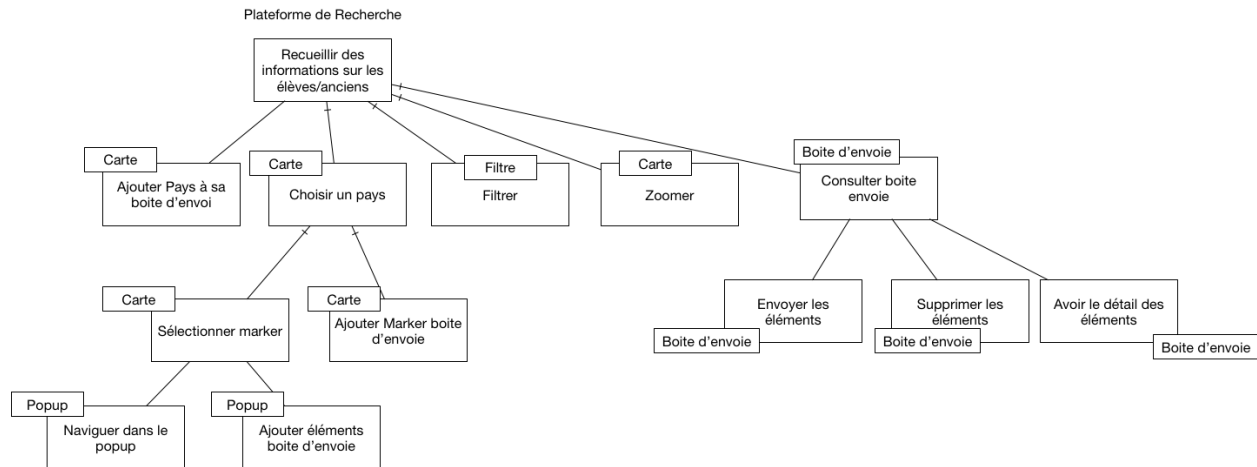 Plateforme de Recherche
Recueillir des
informations sur les
élèves/anciens
Carte
Ajouter Pays à sa
boite d'envoi
Carte
Choisir un pays
Filtre
Filtrer
Carte
Zoomer
Boite d'envoie
Consulter boite
envoie
Carte
Sélectionner marker
Carte
Ajouter Marker boite
d'envoie
Envoyer les
éléments
Boite d'envoie
Supprimer les
éléments
Boite d'envoie
Avoir le détail des
éléments
Boite d'envoie
Popup
Naviguer dans le
popup
Popup
Ajouter éléments
boite d'envoie